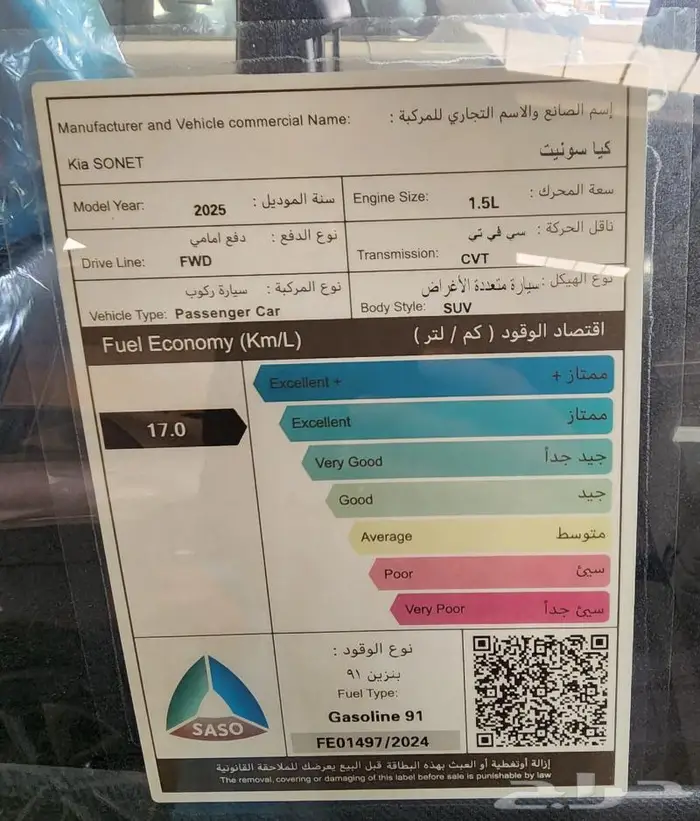 Manufacturer and Vehicle commercial Name: إسم الصانع والاسم التجاري للمركبة :
Kia SONET كيا سونيت
Model Year: 2025 سنة الموديل :
Engine Size: 1.5L سعة المحرك :
Drive Line: FWD نوع الدفع : دفع امامي
Transmission: CVT ناقل الحركة : سي في تي
Vehicle Type: Passenger Car نوع المركبة : سيارة ركوب
Body Style: SUV نوع الهيكل : سيارة متعددة الأغراض
Fuel Economy (Km/L) اقتصاد الوقود ( كم / لتر )
Excellent + ممتاز +
17.0
Excellent ممتاز
Very Good جيد جداً
Good جيد
Average متوسط
Poor سيئ
Very Poor سيئ جداً
SASO
نوع الوقود :
بنزين ٩١
Fuel Type:
Gasoline 91
FE01497/2024
إزالة أوتغطية أو العبث بهذه البطاقة قبل البيع يعرضك للملاحقة القانونية
The removal, covering or damaging of this label before sale is punishable by law
حراج